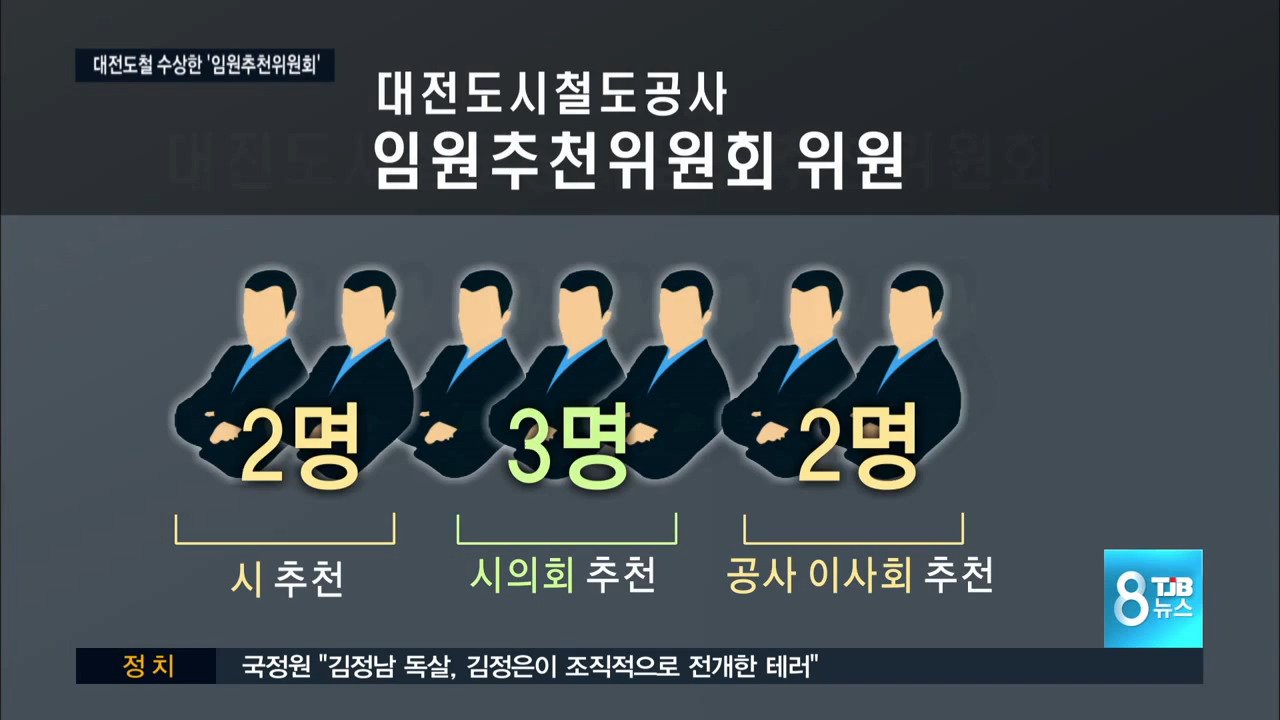 대전도철 수상한 '임원추천위원회'
대전도시철도공사
임원추천위원회 위원
2명
3명
2명
시 추천
시의회 추천
공사 이사회 추천
8 TJB 뉴스
정치
국정원 "김정남 독살, 김정은이 조직적으로 전개한 테러"